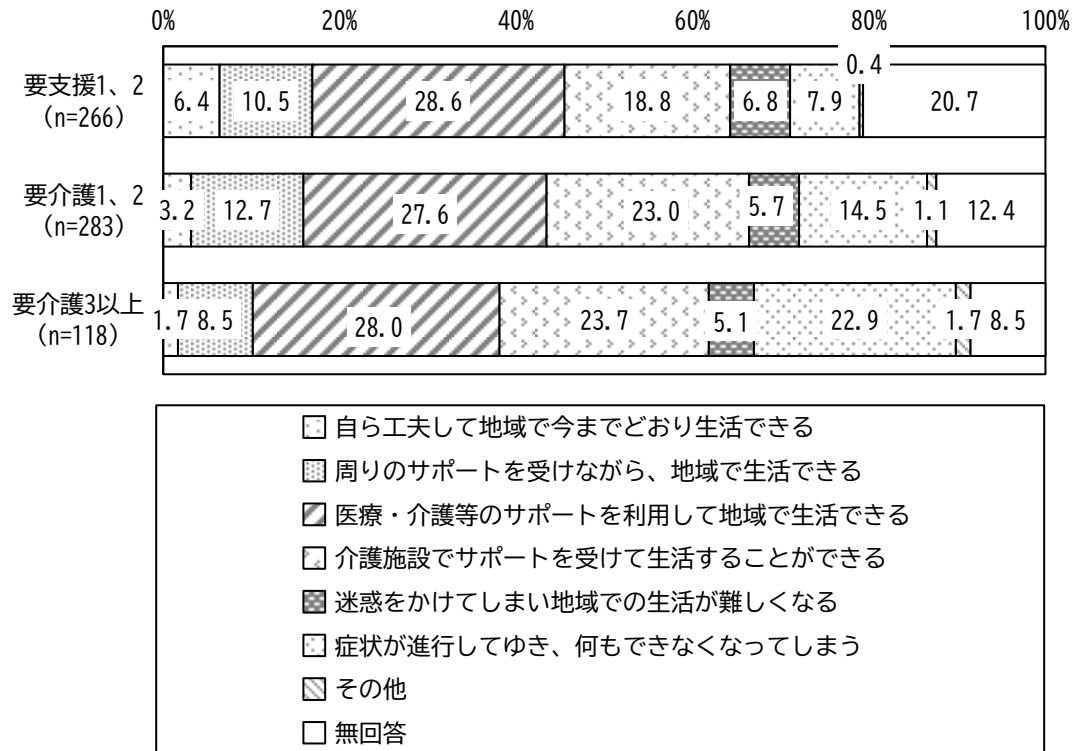 0% 20% 40% 60% 80% 100%
要支援1、2
(n=266)
6.4 10.5 28.6 18.8 6.8 7.9 0.4 20.7
要介護1、2
(n=283)
3.2 12.7 27.6 23.0 5.7 14.5 1.1 12.4
要介護3以上
(n=118)
1.7 8.5 28.0 23.7 5.1 22.9 1.7 8.5
自ら工夫して地域で今までどおり生活できる
周りのサポートを受けながら、地域で生活できる
医療・介護等のサポートを利用して地域で生活できる
介護施設でサポートを受けて生活することができる
迷惑をかけてしまい地域での生活が難しくなる
症状が進行してゆき、何もできなくなってしまう
その他
無回答